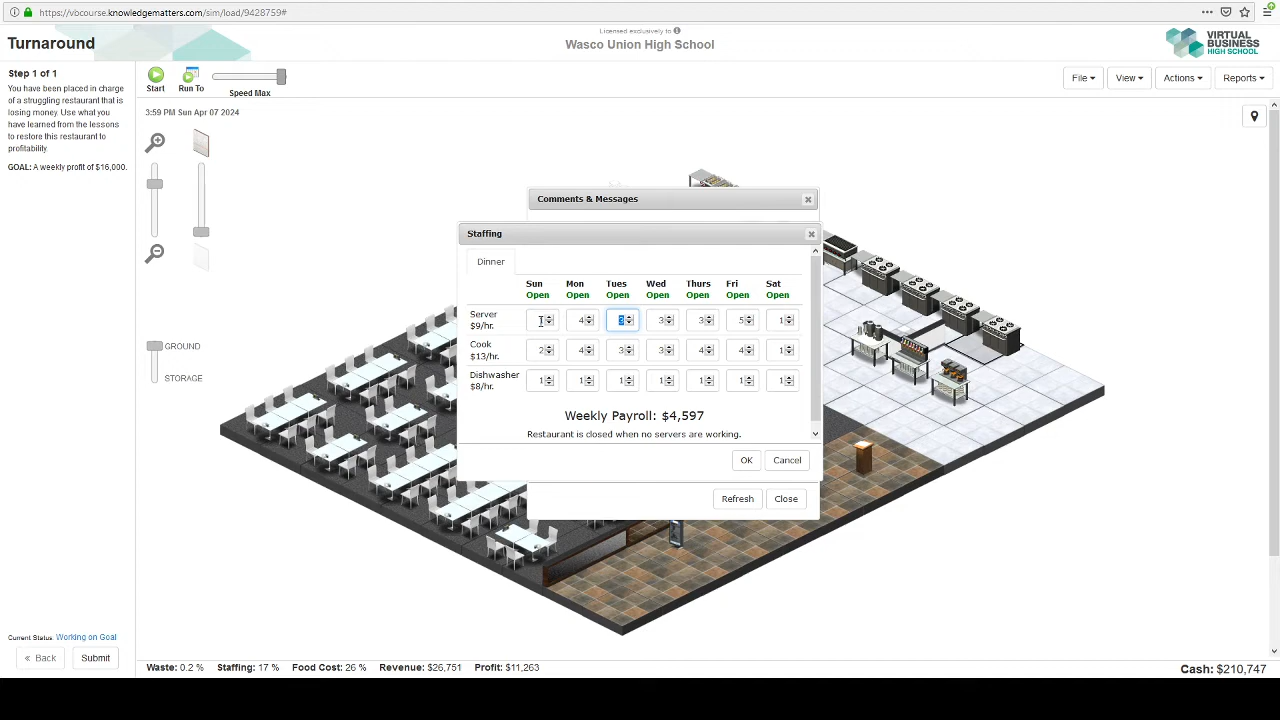 https://vbcourse.knowledgematters.com/sim/load/9428759#
Turnaround
Licensed exclusively to
Wasco Union High School
VIRTUAL
BUSINESS
HIGH SCHOOL
Step 1 of 1
You have been placed in charge
of a struggling restaurant that is
losing money. Use what you
have learned from the lessons
to restore this restaurant to
profitability.
GOAL: A weekly profit of $16,000.
Start
Run To
Speed Max
File
View
Actions
Reports
3:59 PM Sun Apr 07 2024
Comments & Messages
Staffing
Dinner
Sun Mon Tues Wed Thurs Fri Sat
Open Open Open Open Open Open Open
Server
$9/hr.
4 3 3 3 5 1
Cook
$13/hr.
2 4 3 3 4 4 1
Dishwasher
$8/hr.
1 1 1 1 1 1 1
Weekly Payroll: $4,597
Restaurant is closed when no servers are working.
OK
Cancel
Refresh
Close
GROUND
STORAGE
Current Status: Working on Goal
« Back
Submit
Waste: 0.2 % Staffing: 17 % Food Cost: 26 % Revenue: $26,751 Profit: $11,263
Cash: $210,747